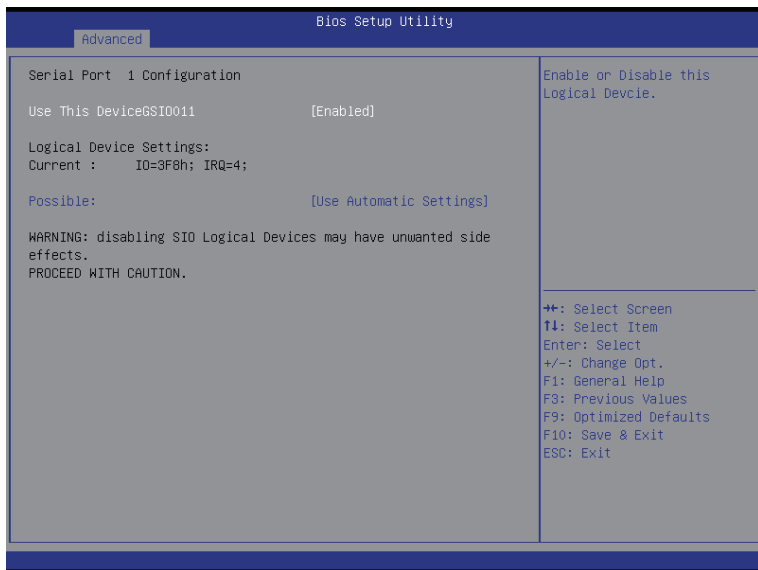 Bios Setup Utility
Advanced
Serial Port 1 Configuration
Use This DeviceGSIO011 [Enabled]
Logical Device Settings:
Current : IO=3F8h; IRQ=4;
Possible: [Use Automatic Settings]
WARNING: disabling SIO Logical Devices may have unwanted side
effects.
PROCEED WITH CAUTION.
Enable or Disable this
Logical Devcie.
→←: Select Screen
↑↓: Select Item
Enter: Select
+/-: Change Opt.
F1: General Help
F3: Previous Values
F9: Optimized Defaults
F10: Save & Exit
ESC: Exit